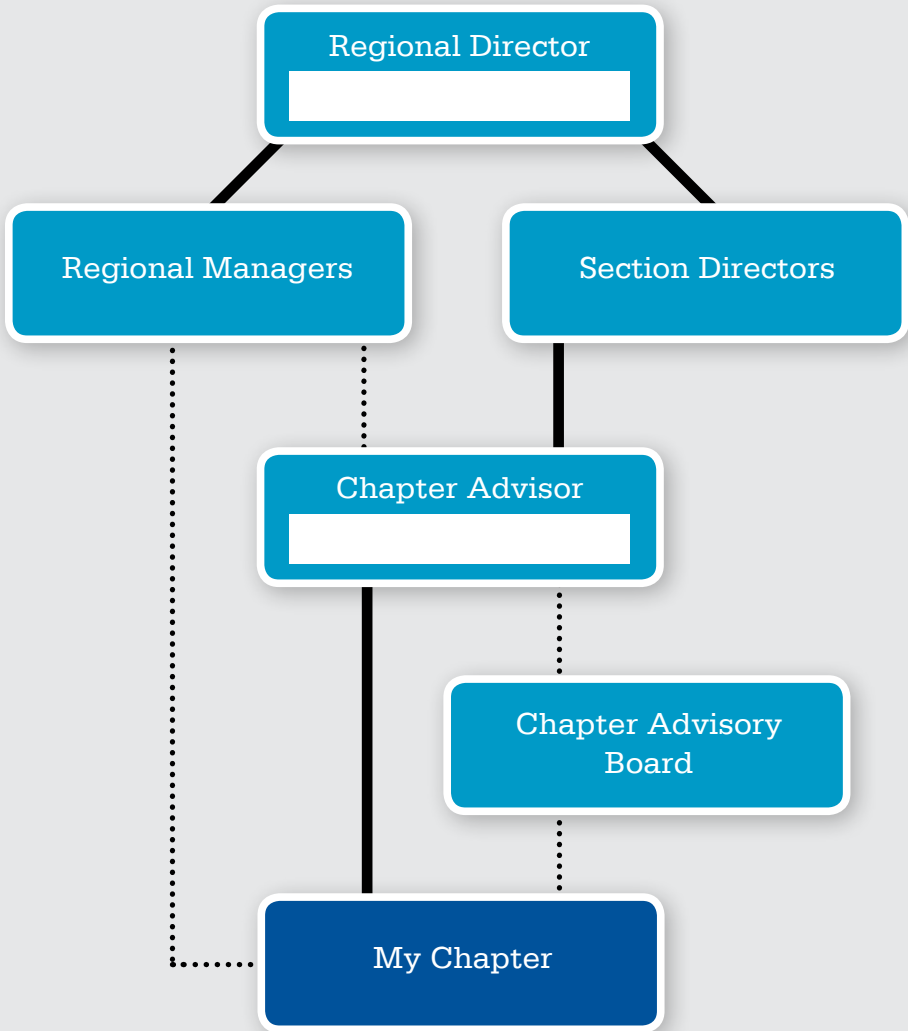 Regional Director
Regional Managers
Section Directors
Chapter Advisor
Chapter Advisory
Board
My Chapter